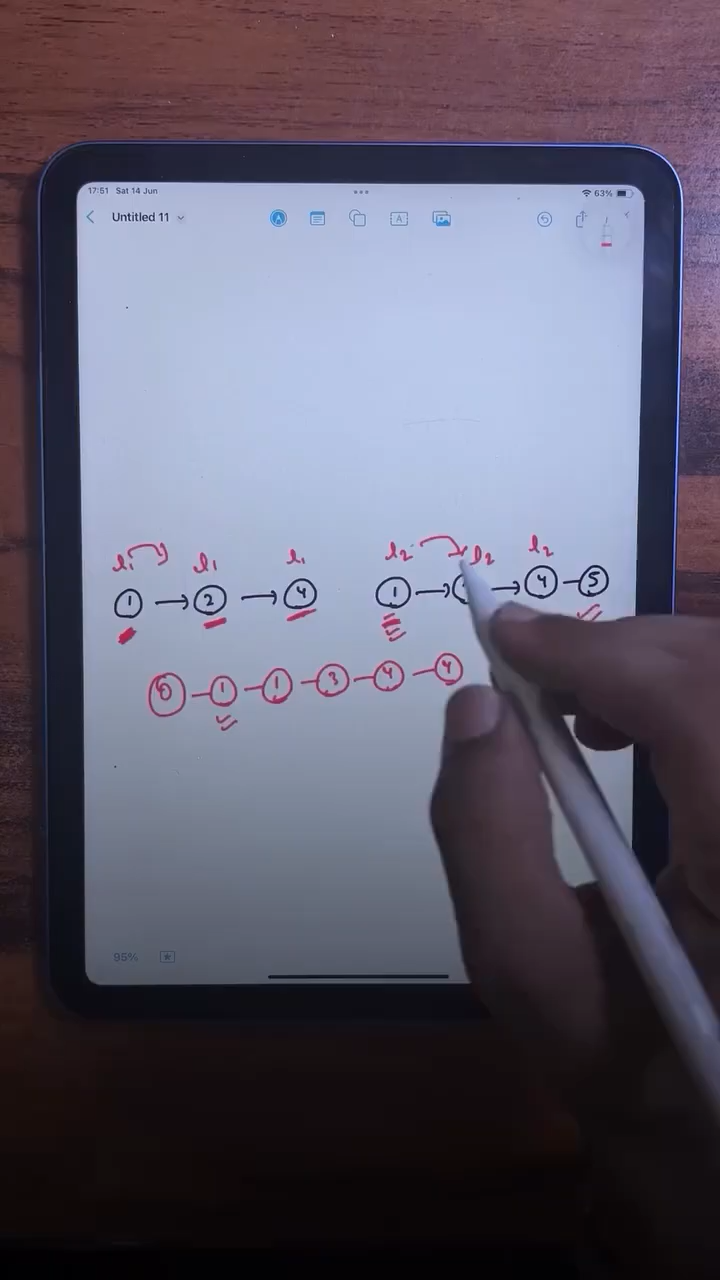 17:51 Sat 14 Jun 63%
Untitled 11
l₁ l₁ l₁ l₂ l₂ l₂
1 → 2 → 4 1 → → 4 - 5
0 - 1 - 1 - 3 - 4 - 4
95%